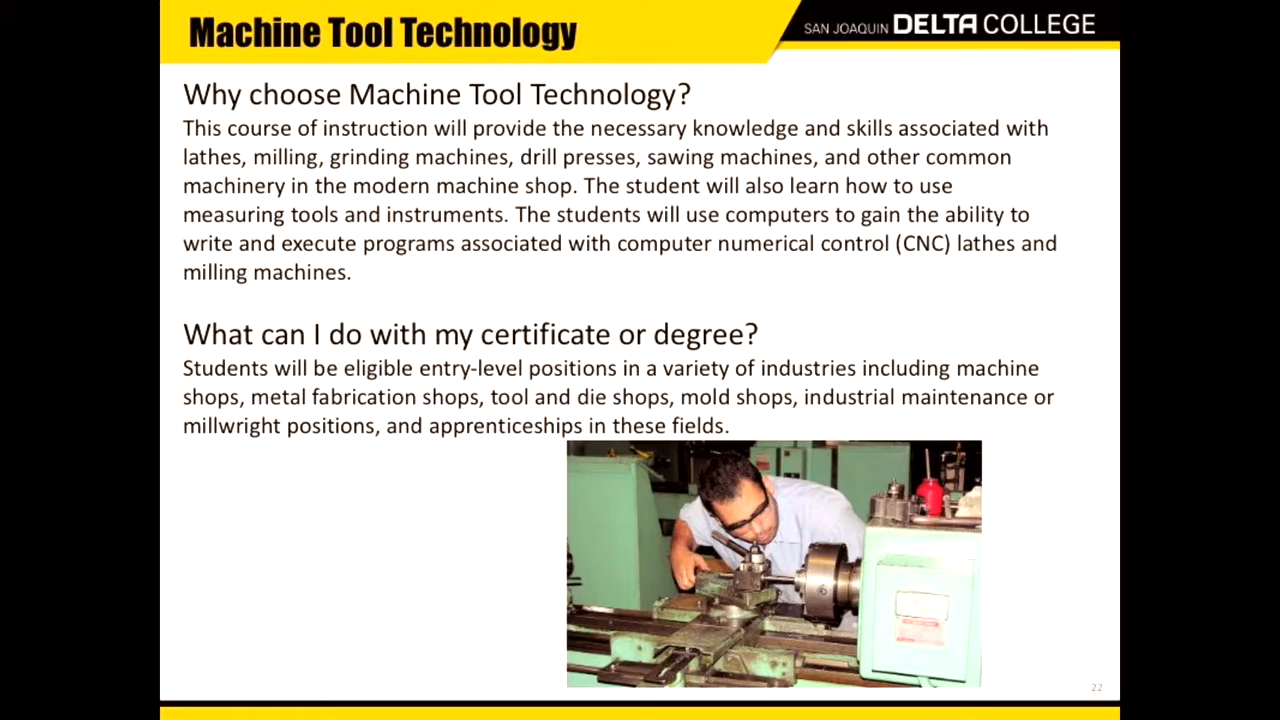 Machine Tool Technology
SAN JOAQUIN DELTA COLLEGE
Why choose Machine Tool Technology?
This course of instruction will provide the necessary knowledge and skills associated with
lathes, milling, grinding machines, drill presses, sawing machines, and other common
machinery in the modern machine shop. The student will also learn how to use
measuring tools and instruments. The students will use computers to gain the ability to
write and execute programs associated with computer numerical control (CNC) lathes and
milling machines.
What can I do with my certificate or degree?
Students will be eligible entry-level positions in a variety of industries including machine
shops, metal fabrication shops, tool and die shops, mold shops, industrial maintenance or
millwright positions, and apprenticeships in these fields.
22